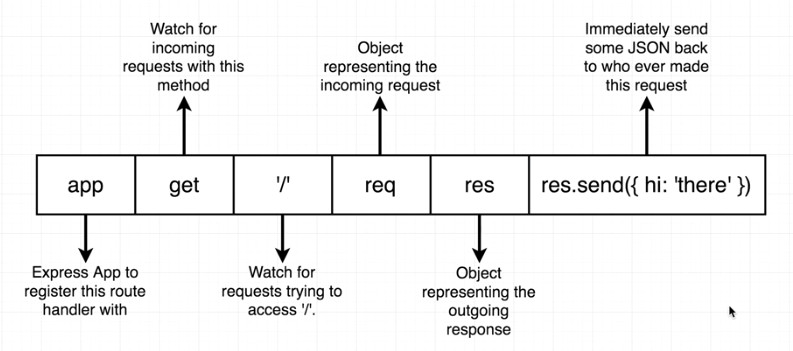 Watch for
incoming
requests with this
method
Object
representing the
incoming request
Immediately send
some JSON back
to who ever made
this request
app
get
'/'
req
res
res.send({ hi: 'there' })
Express App to
register this route
handler with
Watch for
requests trying to
access '/'.
Object
representing the
outgoing
response